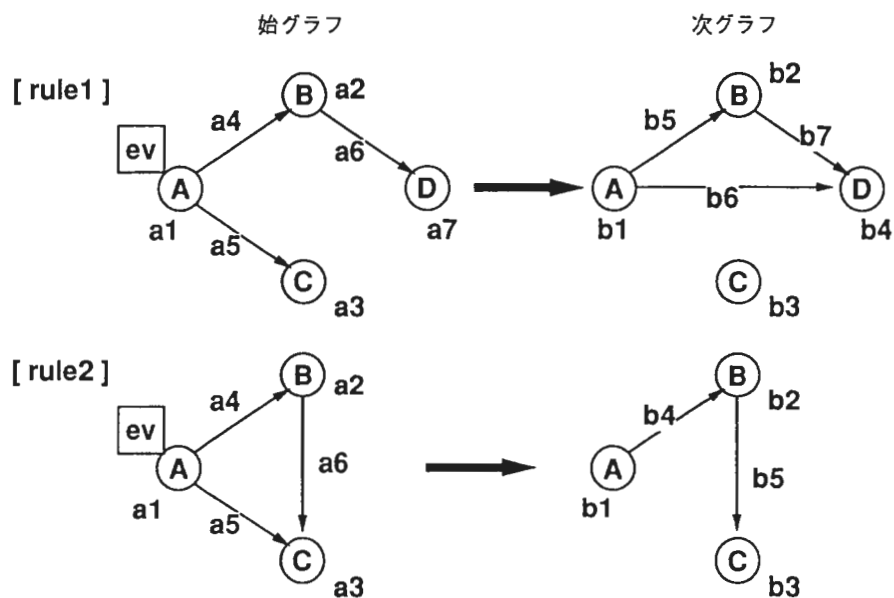 始グラフ 次グラフ
[ rule1 ]
B a2 B b2
a4 b5
ev a6 b7
A D A D
b6
a1 a7 b1 b4
a5
C C
a3 b3
[ rule2 ]
B a2 B b2
a4 b4
ev
A a6 A b5
a1 a5 b1
C C
a3 b3